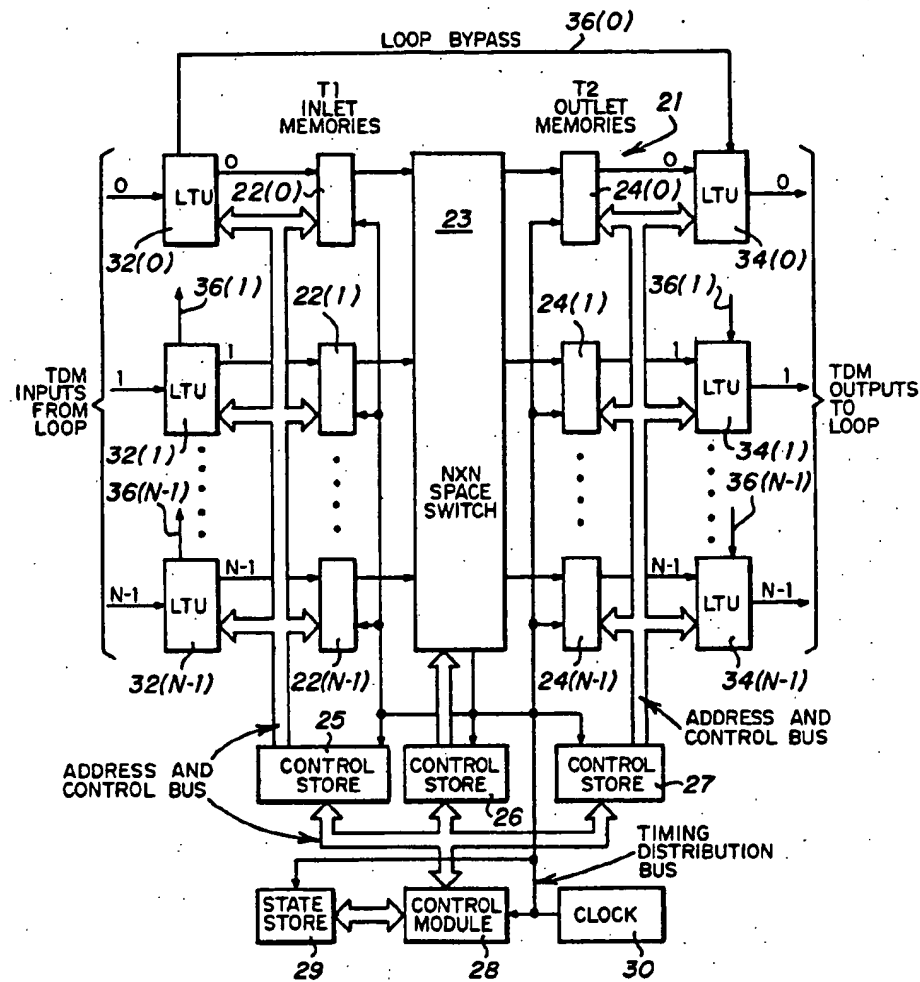 36(0)
LOOP BYPASS
T1
INLET
MEMORIES
T2
OUTLET
MEMORIES
21
0
LTU
0
22(0)
23
24(0)
0
LTU
0
32(0)
34(0)
36(1)
22(1)
24(1)
36(1)
TDM
INPUTS
FROM
LOOP
1
LTU
1
1
LTU
1
TDM
OUTPUTS
TO
LOOP
32(1)
34(1)
36(N-1)
NXN
SPACE
SWITCH
36(N-1)
N-1
LTU
N-1
N-1
LTU
N-1
32(N-1)
22(N-1)
24(N-1)
34(N-1)
ADDRESS AND
CONTROL BUS
25
CONTROL
STORE
CONTROL
STORE
26
CONTROL
STORE
27
ADDRESS AND
CONTROL BUS
TIMING
DISTRIBUTION
BUS
STATE
STORE
29
CONTROL
MODULE
28
CLOCK
30